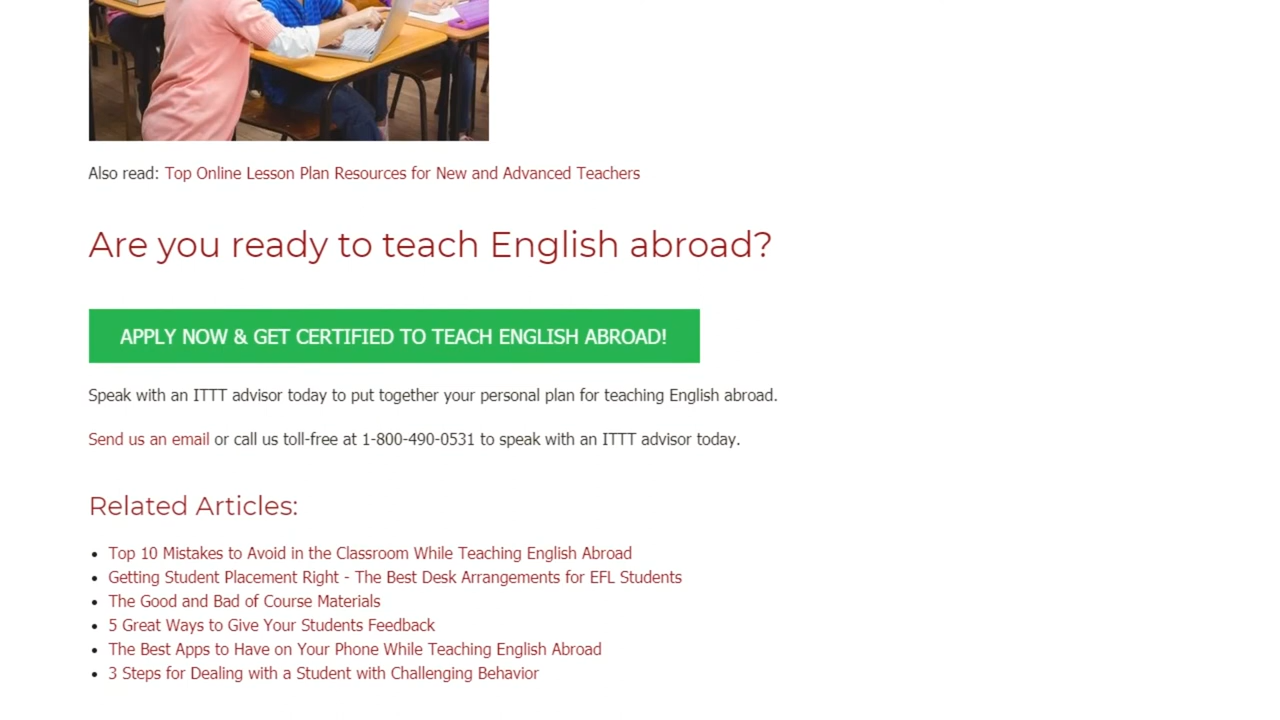 Also read: Top Online Lesson Plan Resources for New and Advanced Teachers
Are you ready to teach English abroad?
APPLY NOW & GET CERTIFIED TO TEACH ENGLISH ABROAD!
Speak with an ITTT advisor today to put together your personal plan for teaching English abroad.
Send us an email or call us toll-free at 1-800-490-0531 to speak with an ITTT advisor today.
Related Articles:
• Top 10 Mistakes to Avoid in the Classroom While Teaching English Abroad
• Getting Student Placement Right - The Best Desk Arrangements for EFL Students
• The Good and Bad of Course Materials
• 5 Great Ways to Give Your Students Feedback
• The Best Apps to Have on Your Phone While Teaching English Abroad
• 3 Steps for Dealing with a Student with Challenging Behavior